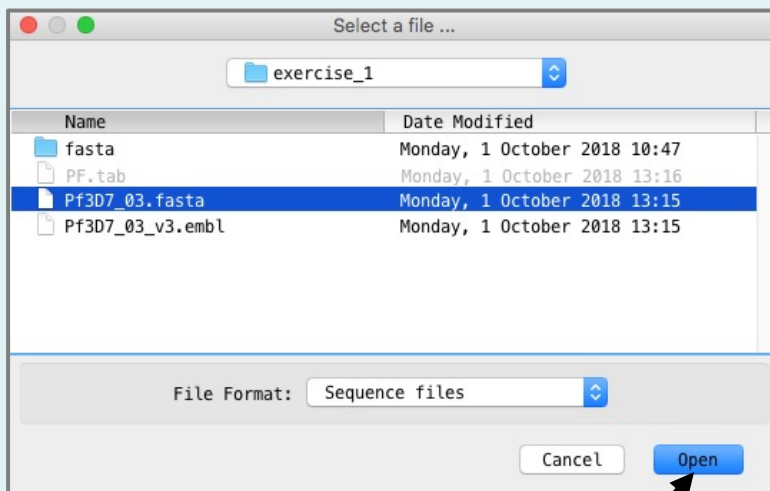 Select a file ...
exercise_1
Name Date Modified
fasta Monday, 1 October 2018 10:47
PF.tab Monday, 1 October 2018 13:16
Pf3D7_03.fasta Monday, 1 October 2018 13:15
Pf3D7_03_v3.embl Monday, 1 October 2018 13:15
File Format: Sequence files
Cancel Open